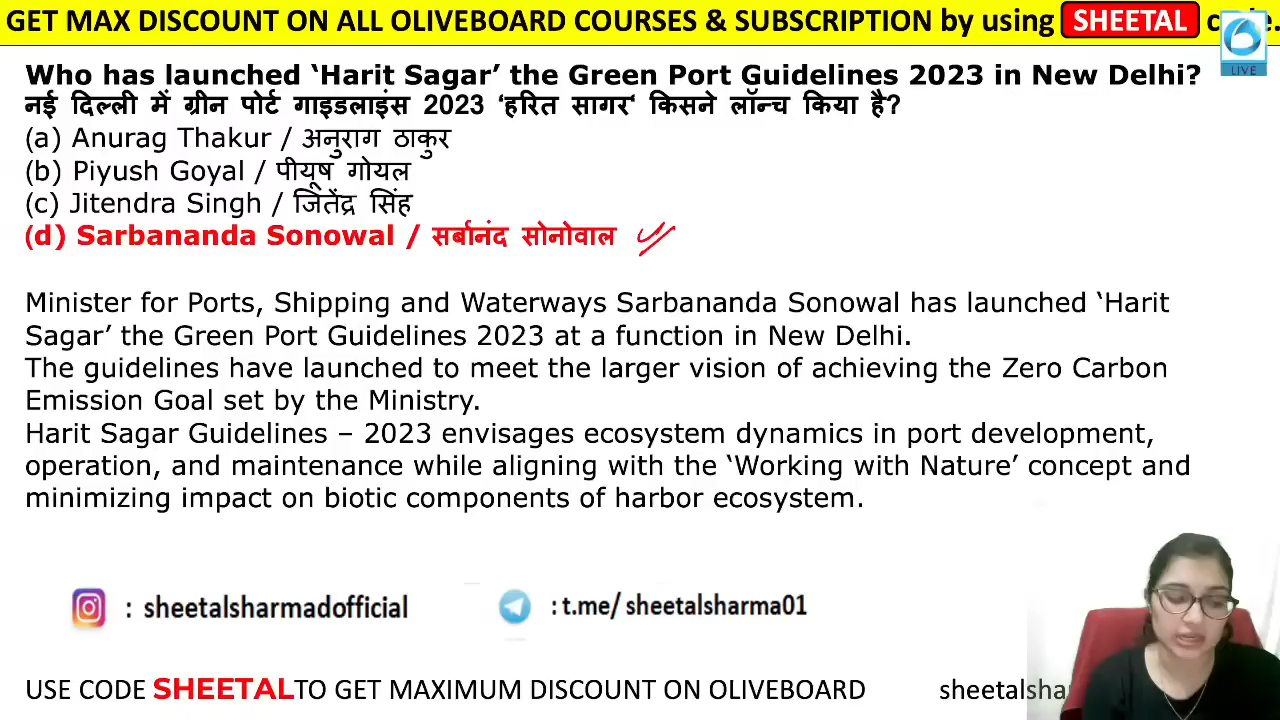 GET MAX DISCOUNT ON ALL OLIVEBOARD COURSES & SUBSCRIPTION by using SHEETAL code.
LIVE
Who has launched ‘Harit Sagar’ the Green Port Guidelines 2023 in New Delhi?
नई दिल्ली में ग्रीन पोर्ट गाइडलाइंस 2023 ‘हरित सागर‘ किसने लॉन्च किया है?
(a) Anurag Thakur / अनुराग ठाकुर
(b) Piyush Goyal / पीयूष गोयल
(c) Jitendra Singh / जितेंद्र सिंह
(d) Sarbananda Sonowal / सर्बानंद सोनोवाल
Minister for Ports, Shipping and Waterways Sarbananda Sonowal has launched ‘Harit
Sagar’ the Green Port Guidelines 2023 at a function in New Delhi.
The guidelines have launched to meet the larger vision of achieving the Zero Carbon
Emission Goal set by the Ministry.
Harit Sagar Guidelines – 2023 envisages ecosystem dynamics in port development,
operation, and maintenance while aligning with the ‘Working with Nature’ concept and
minimizing impact on biotic components of harbor ecosystem.
: sheetalsharmadofficial : t.me/ sheetalsharma01
USE CODE SHEETALTO GET MAXIMUM DISCOUNT ON OLIVEBOARD